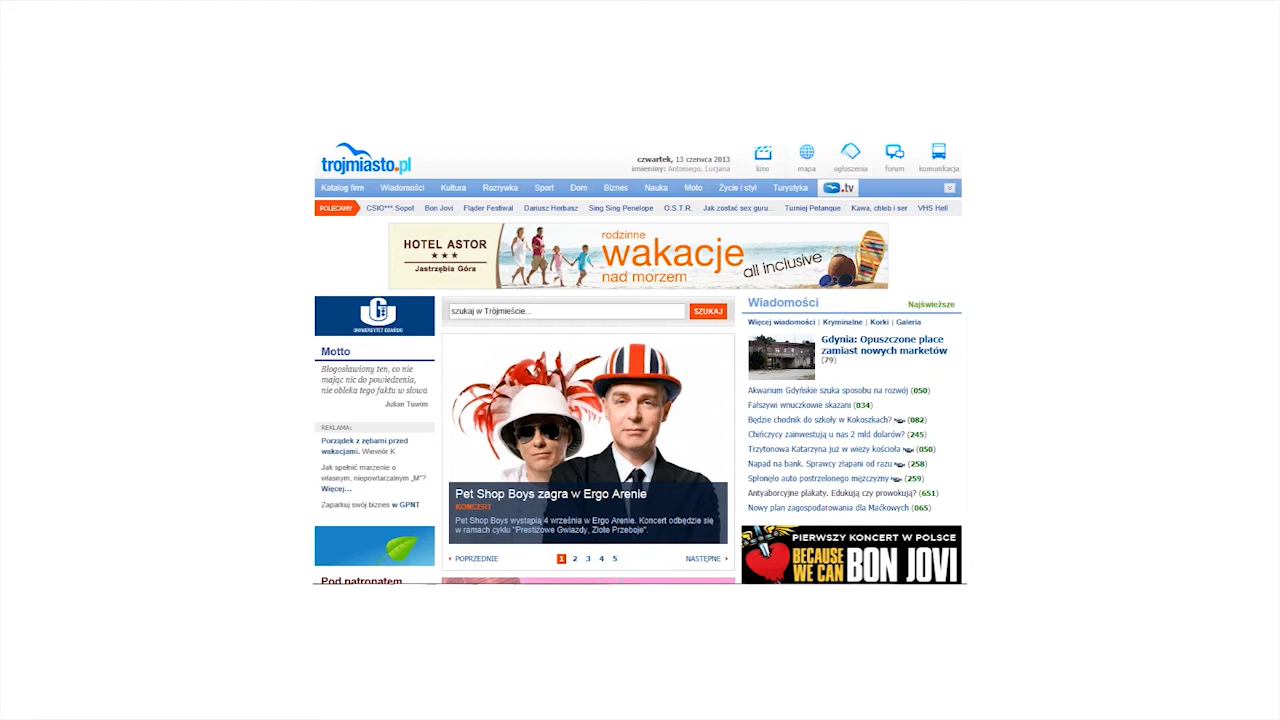 trojmiasto.pl
czwartek, 13 czerwca 2013
imieniny: Antoniego, Lucjana
kino mapa ogłoszenia forum komunikacja
Katalog firm Wiadomości Kultura Rozrywka Sport Dom Biznes Nauka Moto Życie i styl Turystyka .tv
POLECAMY CSIO*** Sopot Bon Jovi Fląder Festiwal Dariusz Herbasz Sing Sing Penelope O.S.T.R. Jak zostać sex guru... Turniej Petanque Kawa, chleb i ser VHS Hell
HOTEL ASTOR
★ ★ ★
Jastrzębia Góra
rodzinne
wakacje
nad morzem
all inclusive
UNIWERSYTET GDAŃSKI
Motto
Błogosławiony ten, co nie
mając nic do powiedzenia,
nie obleka tego faktu w słowa
Julian Tuwim
REKLAMA:
Porządek z zębami przed
wakacjami. Wiewiór K
Jak spełnić marzenie o
własnym, niepowtarzalnym „M"?
Więcej...
Zaparkuj swój biznes w GPNT
Pod patronatem
szukaj w Trójmieście... SZUKAJ
Pet Shop Boys zagra w Ergo Arenie
KONCERT
Pet Shop Boys wystąpią 4 września w Ergo Arenie. Koncert odbędzie się
w ramach cyklu "Prestiżowe Gwiazdy, Złote Przeboje".
POPRZEDNIE 1 2 3 4 5 NASTĘPNE
Wiadomości Najświeższe
Więcej wiadomości | Kryminalne | Korki | Galeria
Gdynia: Opuszczone place
zamiast nowych marketów
(79)
Akwarium Gdyńskie szuka sposobu na rozwój (050)
Fałszywi wnuczkowie skazani (034)
Będzie chodnik do szkoły w Kokoszkach? (082)
Chińczycy zainwestują u nas 2 mld dolarów? (245)
Trzytonowa Katarzyna już w wieży kościoła (050)
Napad na bank. Sprawcy złapani od razu (258)
Spłonęło auto postrzelonego mężczyzny (259)
Antyaborcyjne plakaty. Edukują czy prowokują? (651)
Nowy plan zagospodarowania dla Maćkowych (065)
PIERWSZY KONCERT W POLSCE
BECAUSE
WE CAN
BON JOVI